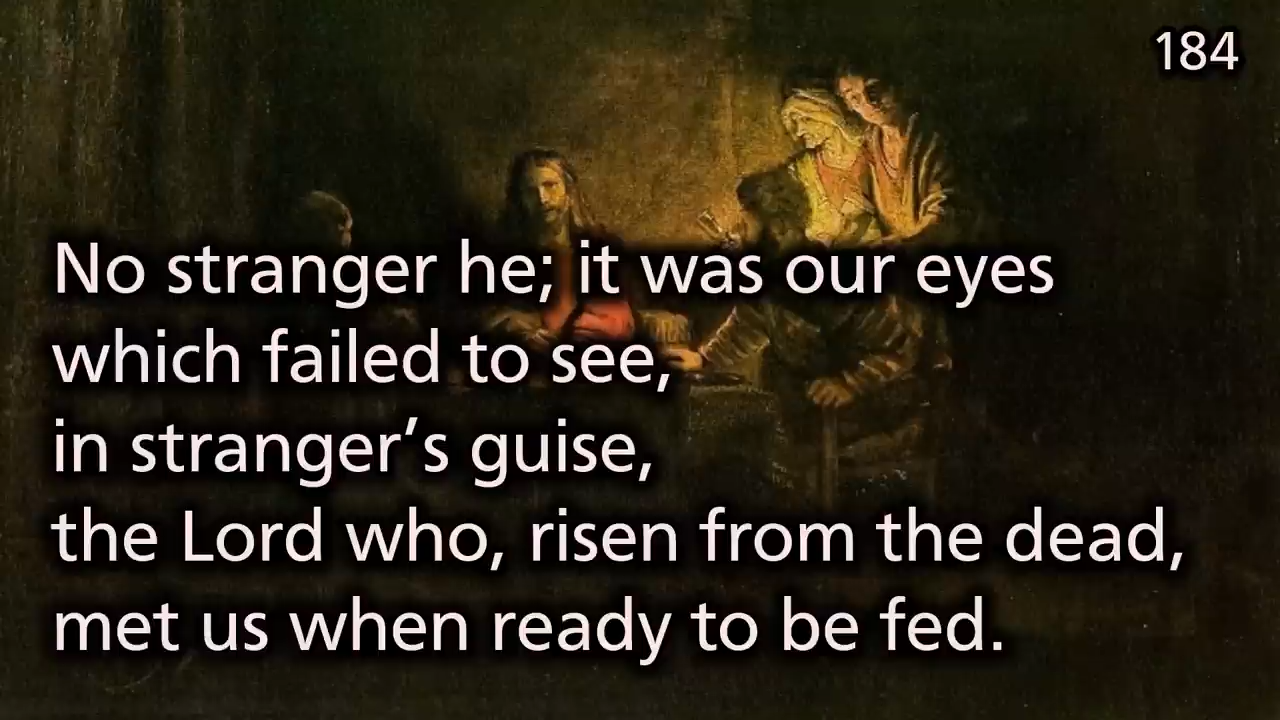 184
No stranger he; it was our eyes
which failed to see,
in stranger’s guise,
the Lord who, risen from the dead,
met us when ready to be fed.